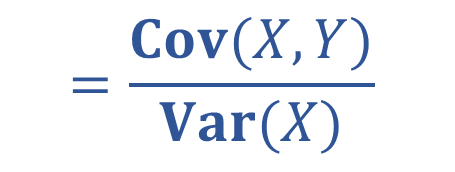 = Cov(X, Y)
Var(X)